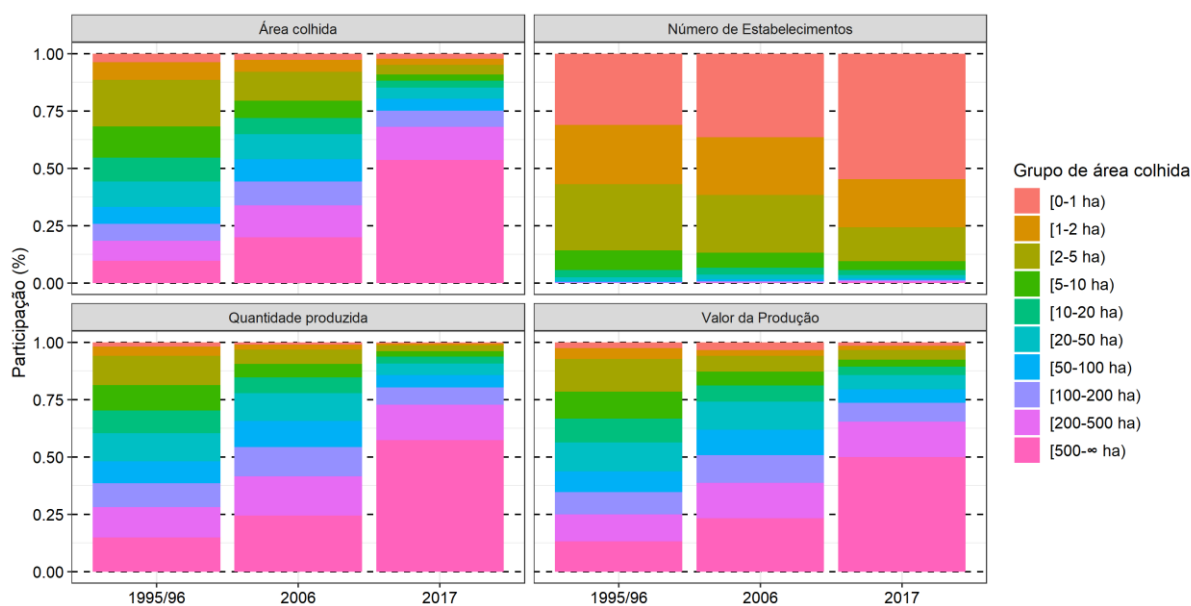 Área colhida
Número de Estabelecimentos
1.00
0.75
0.50
0.25
0.00
Quantidade produzida
Valor da Produção
1.00
0.75
0.50
0.25
0.00
1995/96
2006
2017
1995/96
2006
2017
Participação (%)
Grupo de área colhida
[0-1 ha)
[1-2 ha)
[2-5 ha)
[5-10 ha)
[10-20 ha)
[20-50 ha)
[50-100 ha)
[100-200 ha)
[200-500 ha)
[500-∞ ha)